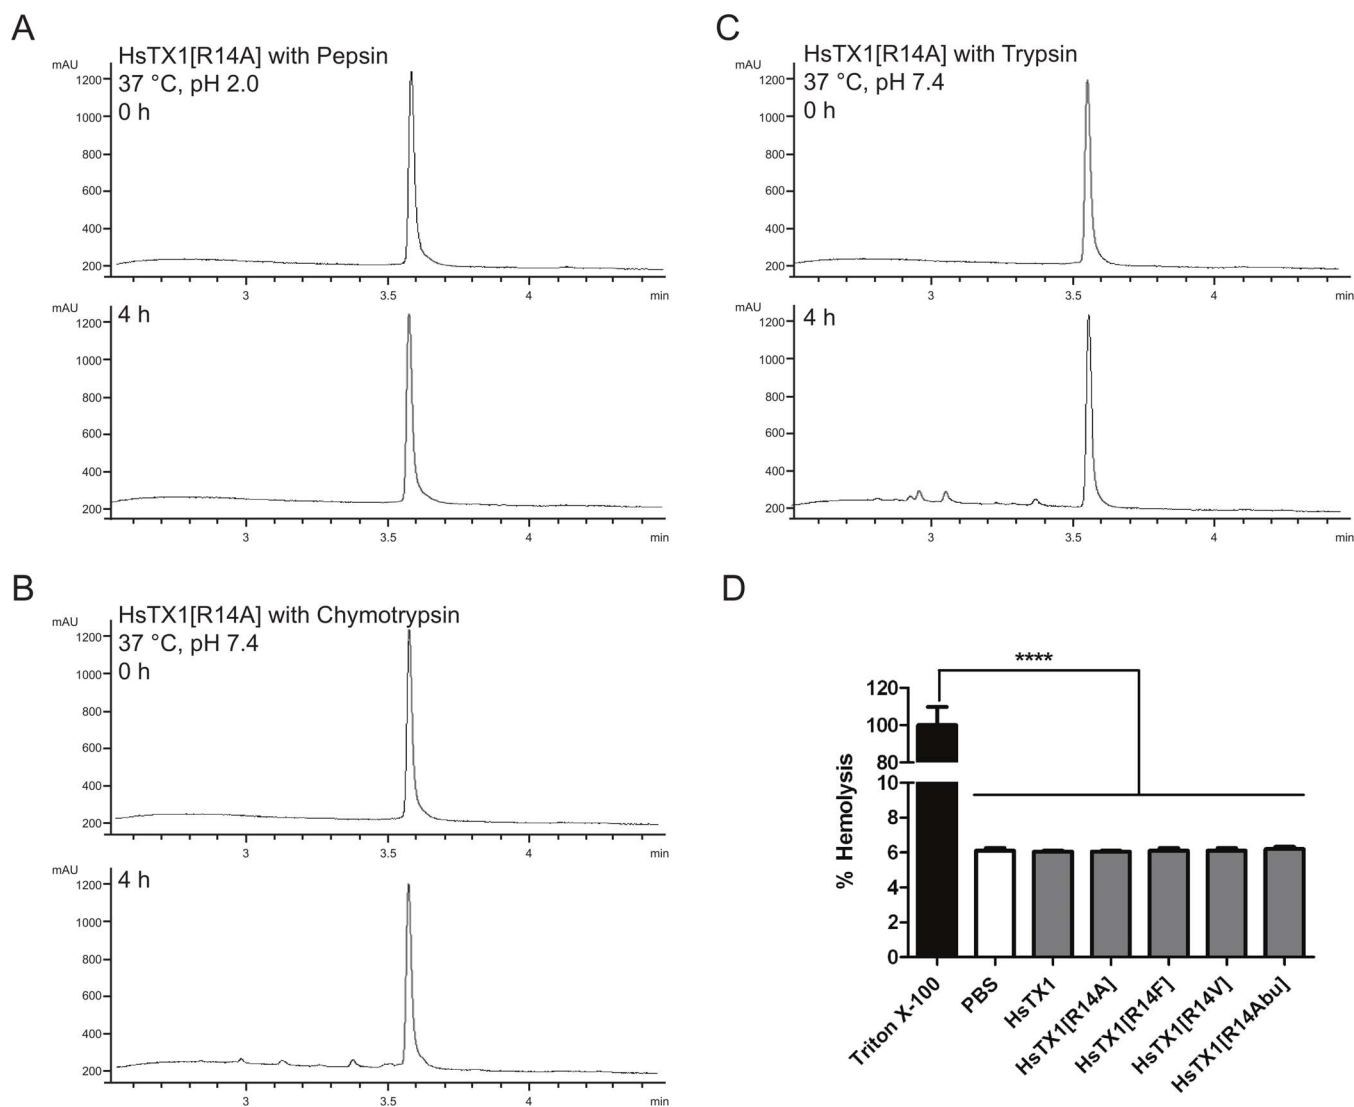 A
HsTX1[R14A] with Pepsin
37 °C, pH 2.0
0 h
mAU
1200
1000
800
600
400
200
3
3.5
4
min
4 h
mAU
1200
1000
800
600
400
200
3
3.5
4
min
B
HsTX1[R14A] with Chymotrypsin
37 °C, pH 7.4
0 h
mAU
1200
1000
800
600
400
200
3
3.5
4
min
4 h
mAU
1200
1000
800
600
400
200
3
3.5
4
min
C
HsTX1[R14A] with Trypsin
37 °C, pH 7.4
0 h
mAU
1200
1000
800
600
400
200
3
3.5
4
min
4 h
mAU
1200
1000
800
600
400
200
3
3.5
4
min
D
****
% Hemolysis
120
100
80
10
8
6
4
2
0
Triton X-100
PBS
HsTX1
HsTX1[R14A]
HsTX1[R14F]
HsTX1[R14V]
HsTX1[R14Abu]